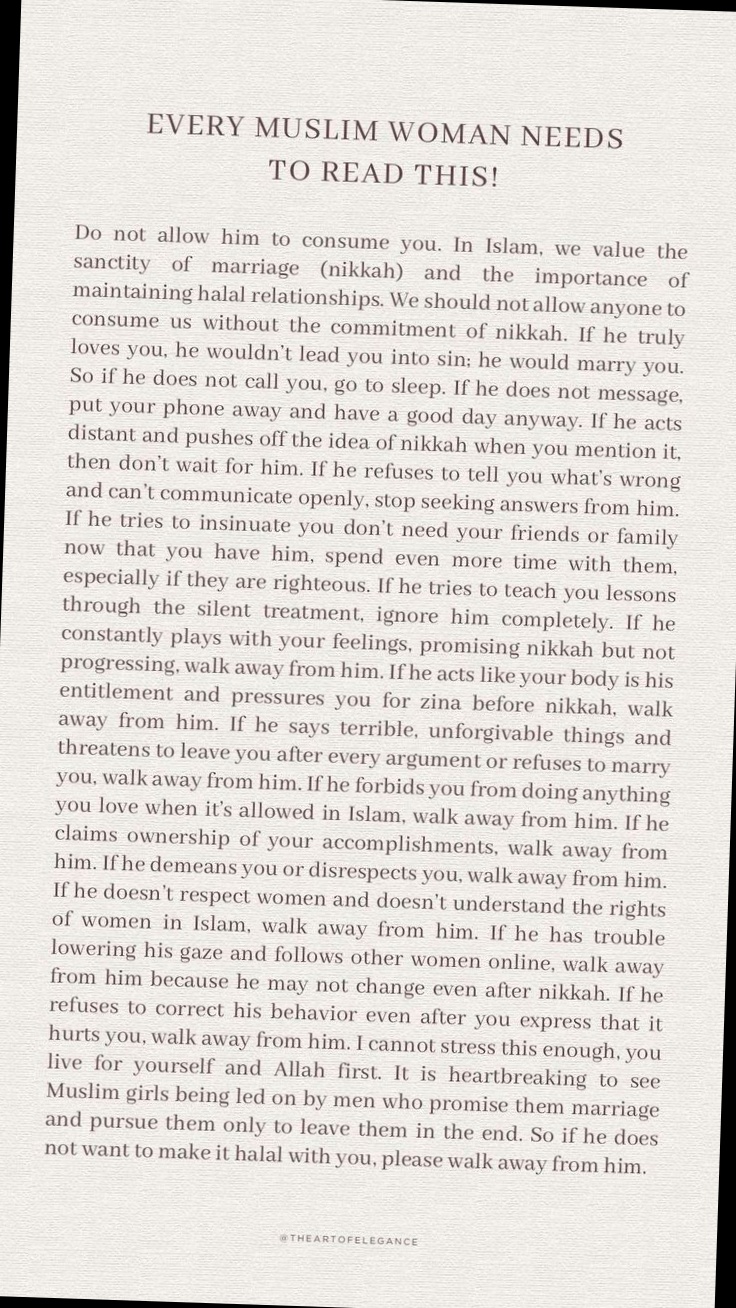 EVERY MUSLIM WOMAN NEEDS
TO READ THIS!
Do not allow him to consume you. In Islam, we value the
sanctity of marriage (nikkah) and the importance of
maintaining halal relationships. We should not allow anyone to
consume us without the commitment of nikkah. If he truly
loves you, he wouldn't lead you into sin; he would marry you.
So if he does not call you, go to sleep. If he does not message,
put your phone away and have a good day anyway. If he acts
distant and pushes off the idea of nikkah when you mention it,
then don't wait for him. If he refuses to tell you what's wrong
and can't communicate openly, stop seeking answers from him.
If he tries to insinuate you don't need your friends or family
now that you have him, spend even more time with them,
especially if they are righteous. If he tries to teach you lessons
through the silent treatment, ignore him completely. If he
constantly plays with your feelings, promising nikkah but not
progressing, walk away from him. If he acts like your body is his
entitlement and pressures you for zina before nikkah, walk
away from him. If he says terrible, unforgivable things and
threatens to leave you after every argument or refuses to marry
you, walk away from him. If he forbids you from doing anything
you love when it's allowed in Islam, walk away from him. If he
claims ownership of your accomplishments, walk away from
him. If he demeans you or disrespects you, walk away from him.
If he doesn't respect women and doesn't understand the rights
of women in Islam, walk away from him. If he has trouble
lowering his gaze and follows other women online, walk away
from him because he may not change even after nikkah. If he
refuses to correct his behavior even after you express that it
hurts you, walk away from him. I cannot stress this enough, you
live for yourself and Allah first. It is heartbreaking to see
Muslim girls being led on by men who promise them marriage
and pursue them only to leave them in the end. So if he does
not want to make it halal with you, please walk away from him.
@THEARTOFELEGANCE